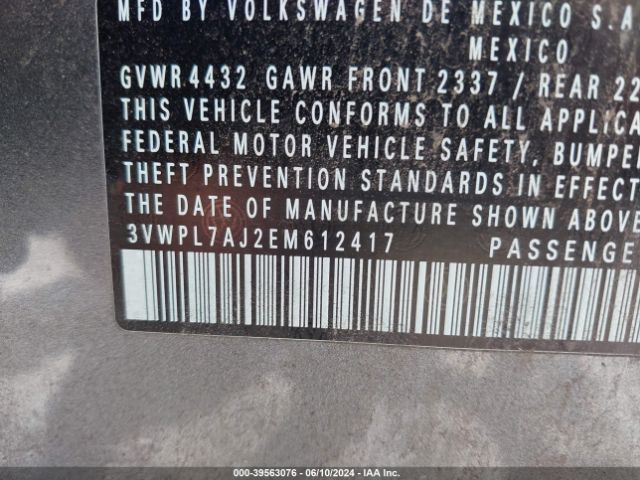 MFD BY VOLKSWAGEN DE MEXICO S.A
MEXICO
GVWR 4432 GAWR FRONT 2337 / REAR 22
THIS VEHICLE CONFORMS TO ALL APPLICA
FEDERAL MOTOR VEHICLE SAFETY, BUMPE
THEFT PREVENTION STANDARDS IN EFFECT
THE DATE OF MANUFACTURE SHOWN ABOVE
3VWPL7AJ2EM612417 PASSENGE
000-39563076 - 06/10/2024 - IAA Inc.